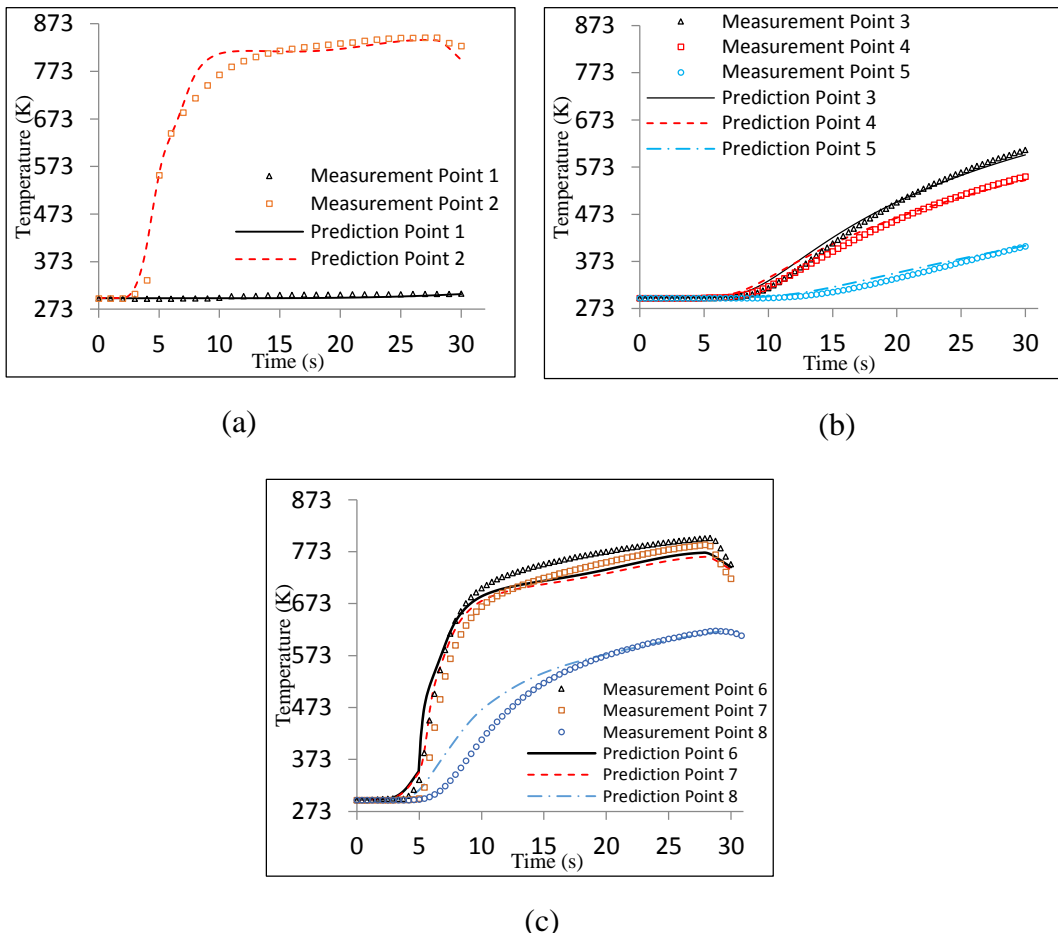 873
773
673
573
473
373
273
Temperature (K)
Measurement Point 1
Measurement Point 2
Prediction Point 1
Prediction Point 2
0 5 10 15 20 25 30
Time (s)
(a)
873
773
673
573
473
373
273
Temperature (K)
Measurement Point 3
Measurement Point 4
Measurement Point 5
Prediction Point 3
Prediction Point 4
Prediction Point 5
0 5 10 15 20 25 30
Time (s)
(b)
873
773
673
573
473
373
273
Temperature (K)
Measurement Point 6
Measurement Point 7
Measurement Point 8
Prediction Point 6
Prediction Point 7
Prediction Point 8
0 5 10 15 20 25 30
Time (s)
(c)